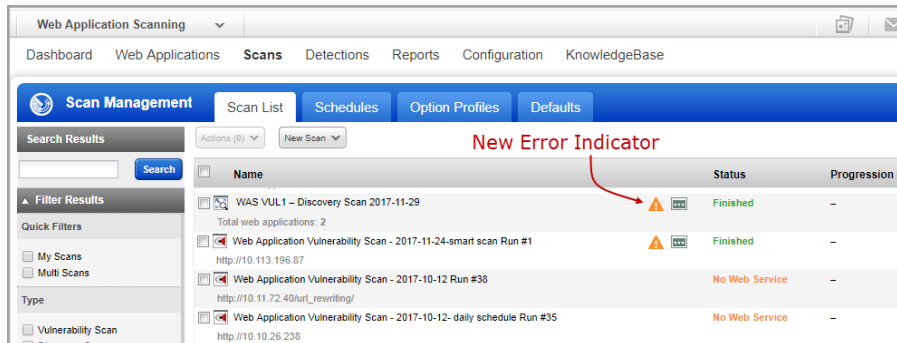 Web Application Scanning
Dashboard Web Applications Scans Detections Reports Configuration KnowledgeBase
Scan Management Scan List Schedules Option Profiles Defaults
Search Results
Actions (0) New Scan
New Error Indicator
Search
Name Status Progression
Filter Results
WAS VUL1 – Discovery Scan 2017-11-29 Finished –
Total web applications: 2
Quick Filters
Web Application Vulnerability Scan - 2017-11-24-smart scan Run #1 Finished –
http://10.113.196.87
My Scans
Multi Scans
Web Application Vulnerability Scan - 2017-10-12 Run #38 No Web Service –
http://10.11.72.40/url_rewriting/
Type
Web Application Vulnerability Scan - 2017-10-12- daily schedule Run #35 No Web Service –
http://10.10.26.238
Vulnerability Scan